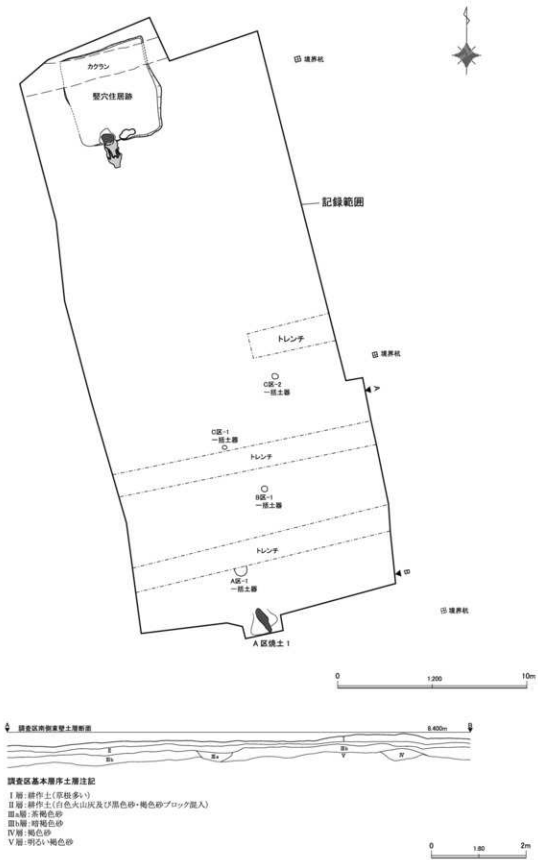 カクラン
竪穴住居跡
境界杭
記録範囲
トレンチ
境界杭
C区-2
一括土器
A
C区-1
一括土器
トレンチ
B区-1
一括土器
トレンチ
A区-1
一括土器
B
A区焼土1
境界杭
0 10m
1:200
A 調査区南側東壁土層断面 6.400m B
I
II
IIIb
IIIa
IIIb
V
IV
調査区基本層序土層注記
I層:耕作土(草根多い)
II層:耕作土(白色火山灰及び黒色砂・褐色砂ブロック混入)
IIIa層:茶褐色砂
IIIb層:暗褐色砂
IV層:褐色砂
V層:明るい褐色砂
0 2m
1:80